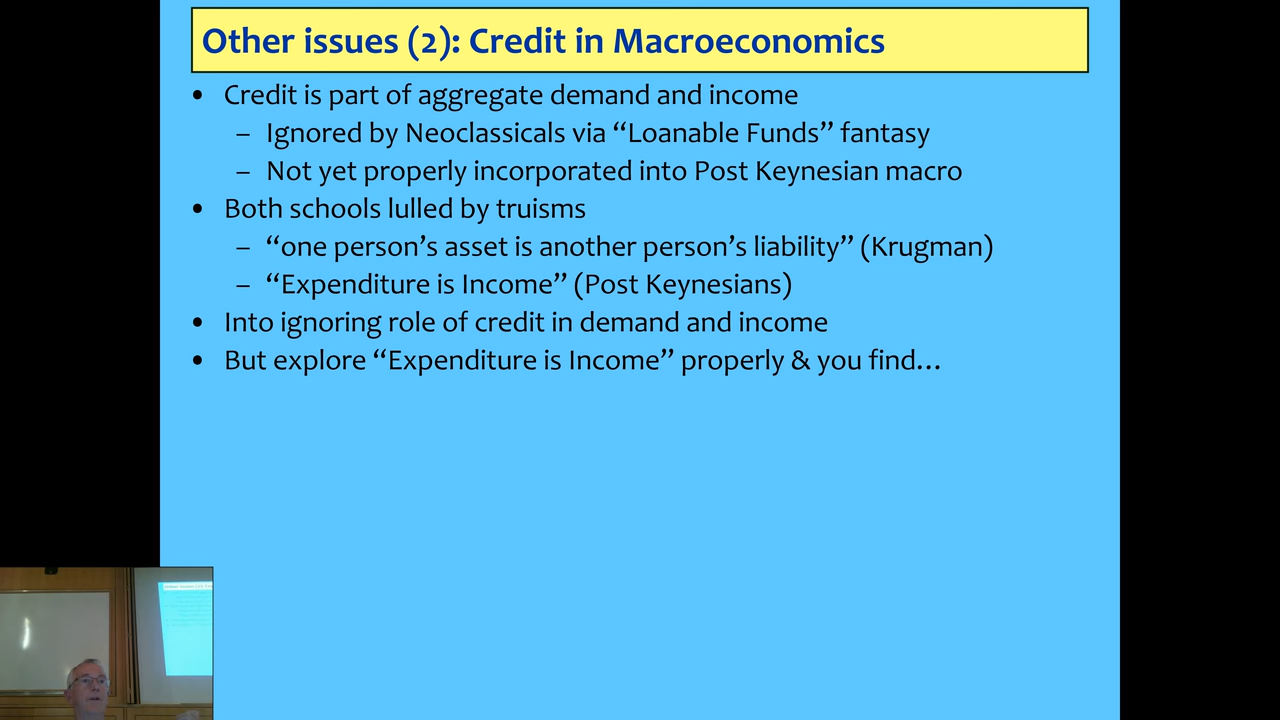 Other issues (2): Credit in Macroeconomics
• Credit is part of aggregate demand and income
– Ignored by Neoclassicals via “Loanable Funds” fantasy
– Not yet properly incorporated into Post Keynesian macro
• Both schools lulled by truisms
– “one person’s asset is another person’s liability” (Krugman)
– “Expenditure is Income” (Post Keynesians)
• Into ignoring role of credit in demand and income
• But explore “Expenditure is Income” properly & you find…